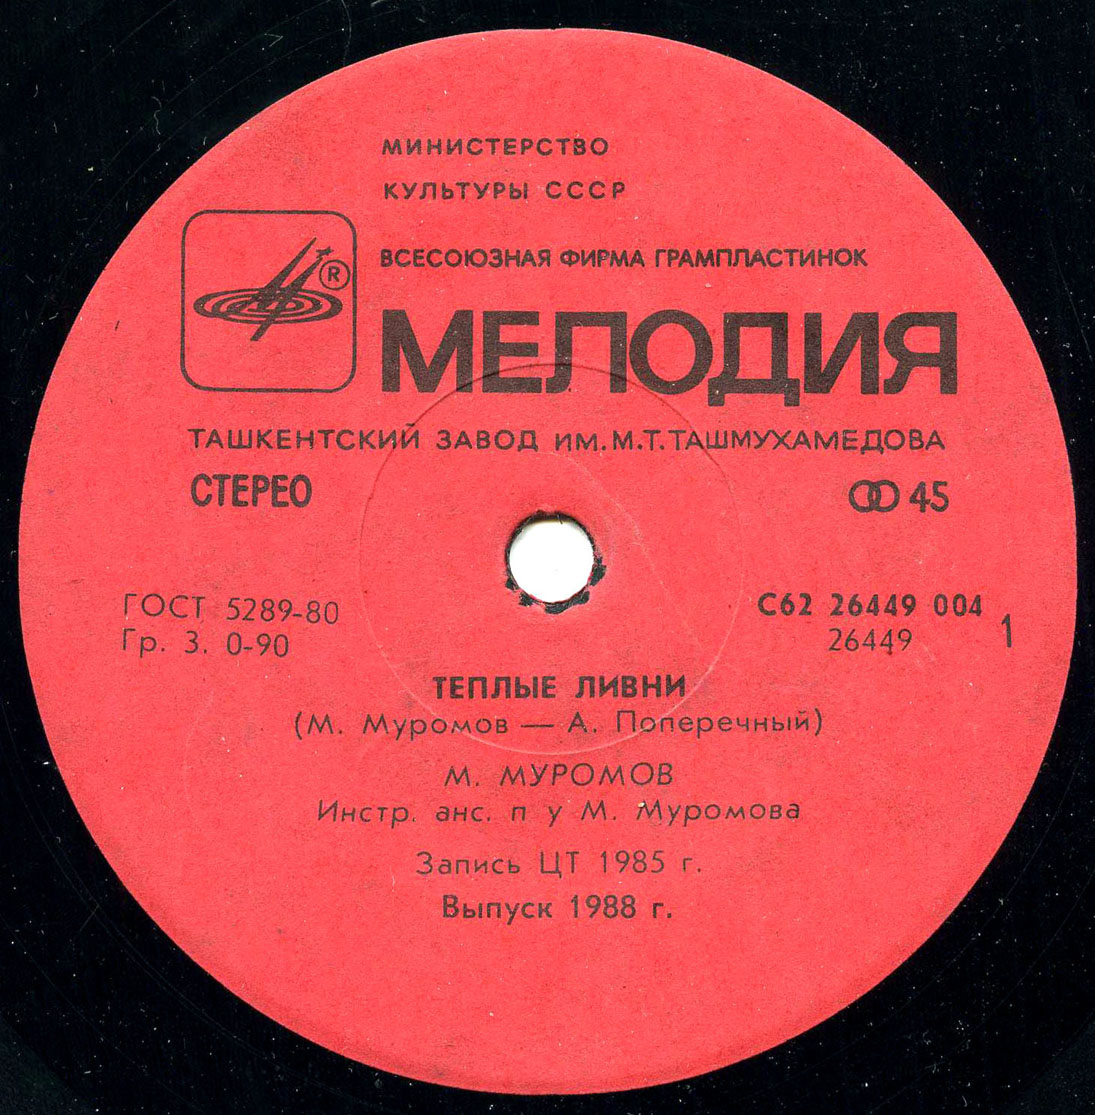 МИНИСТЕРСТВО
КУЛЬТУРЫ СССР
ВСЕСОЮЗНАЯ ФИРМА ГРАМПЛАСТИНОК
®
МЕЛОДИЯ
ТАШКЕНТСКИЙ ЗАВОД ИМ. М.Т. ТАШМУХАМЕДОВА
СТЕРЕО
45
ГОСТ 5289-80
Гр. 3. 0-90
С62 26449 004
26449
1
ТЕПЛЫЕ ЛИВНИ
(М. Муромов — А. Поперечный)
М. МУРОМОВ
Инстр. анс. п у М. Муромова
Запись ЦТ 1985 г.
Выпуск 1988 г.